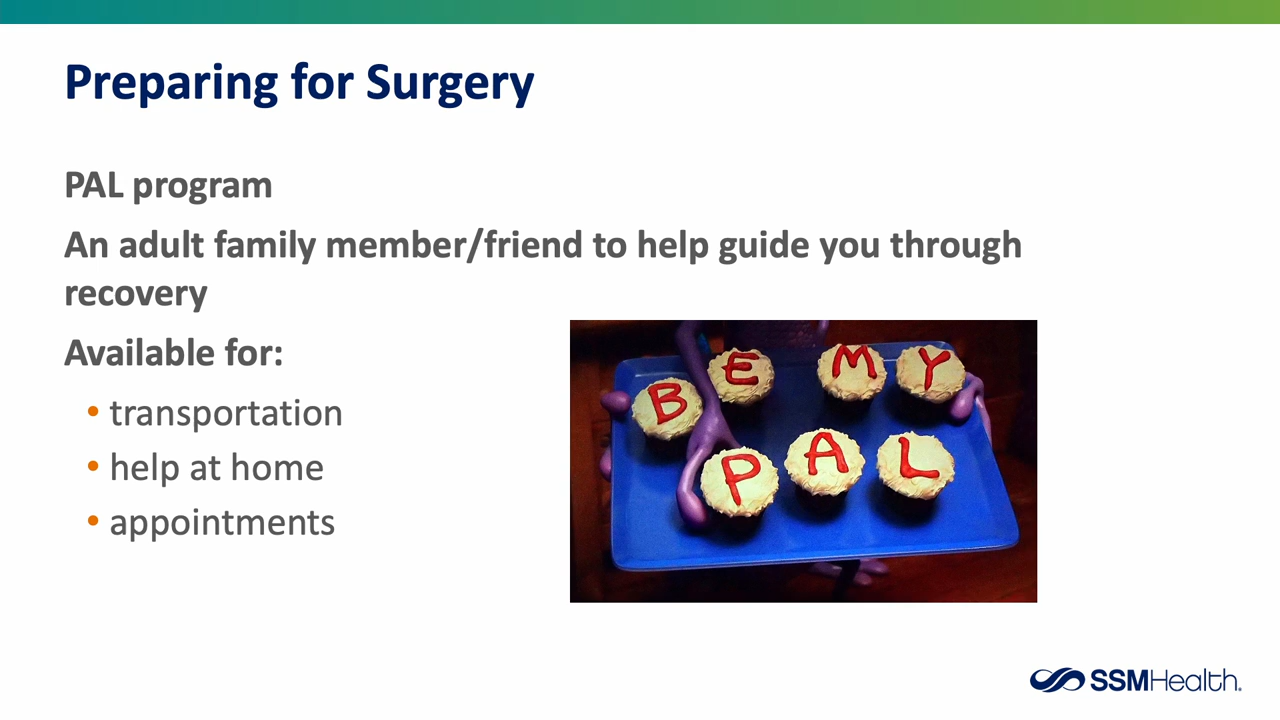 Preparing for Surgery
PAL program
An adult family member/friend to help guide you through
recovery
Available for:
• transportation
• help at home
• appointments
BE MY
PAL
SSMHealth.